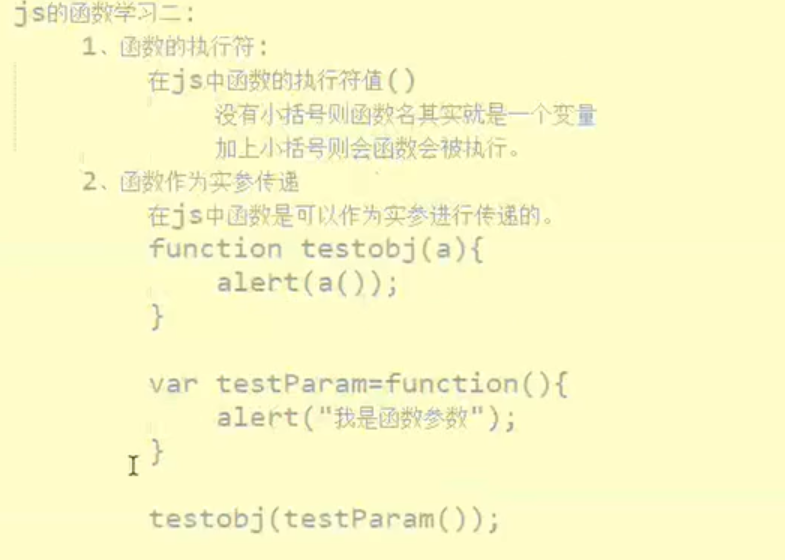 js的函数学习二:
1、函数的执行符:
在js中函数的执行符值()
没有小括号则函数名其实就是一个变量
加上小括号则会函数会被执行。
2、函数作为实参传递
在js中函数是可以作为实参进行传递的。
function testobj(a){
alert(a());
}
var testParam=function(){
alert("我是函数参数");
}
testobj(testParam());